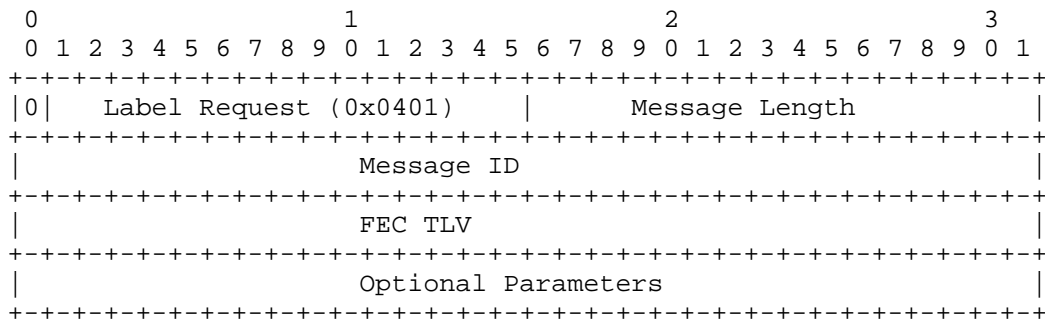 0                   1                   2                   3
 0 1 2 3 4 5 6 7 8 9 0 1 2 3 4 5 6 7 8 9 0 1 2 3 4 5 6 7 8 9 0 1
+-+-+-+-+-+-+-+-+-+-+-+-+-+-+-+-+-+-+-+-+-+-+-+-+-+-+-+-+-+-+-+-+
|0|   Label Request (0x0401)    |      Message Length           |
+-+-+-+-+-+-+-+-+-+-+-+-+-+-+-+-+-+-+-+-+-+-+-+-+-+-+-+-+-+-+-+-+
|                     Message ID                                |
+-+-+-+-+-+-+-+-+-+-+-+-+-+-+-+-+-+-+-+-+-+-+-+-+-+-+-+-+-+-+-+-+
|                     FEC TLV                                   |
+-+-+-+-+-+-+-+-+-+-+-+-+-+-+-+-+-+-+-+-+-+-+-+-+-+-+-+-+-+-+-+-+
|                     Optional Parameters                       |
+-+-+-+-+-+-+-+-+-+-+-+-+-+-+-+-+-+-+-+-+-+-+-+-+-+-+-+-+-+-+-+-+